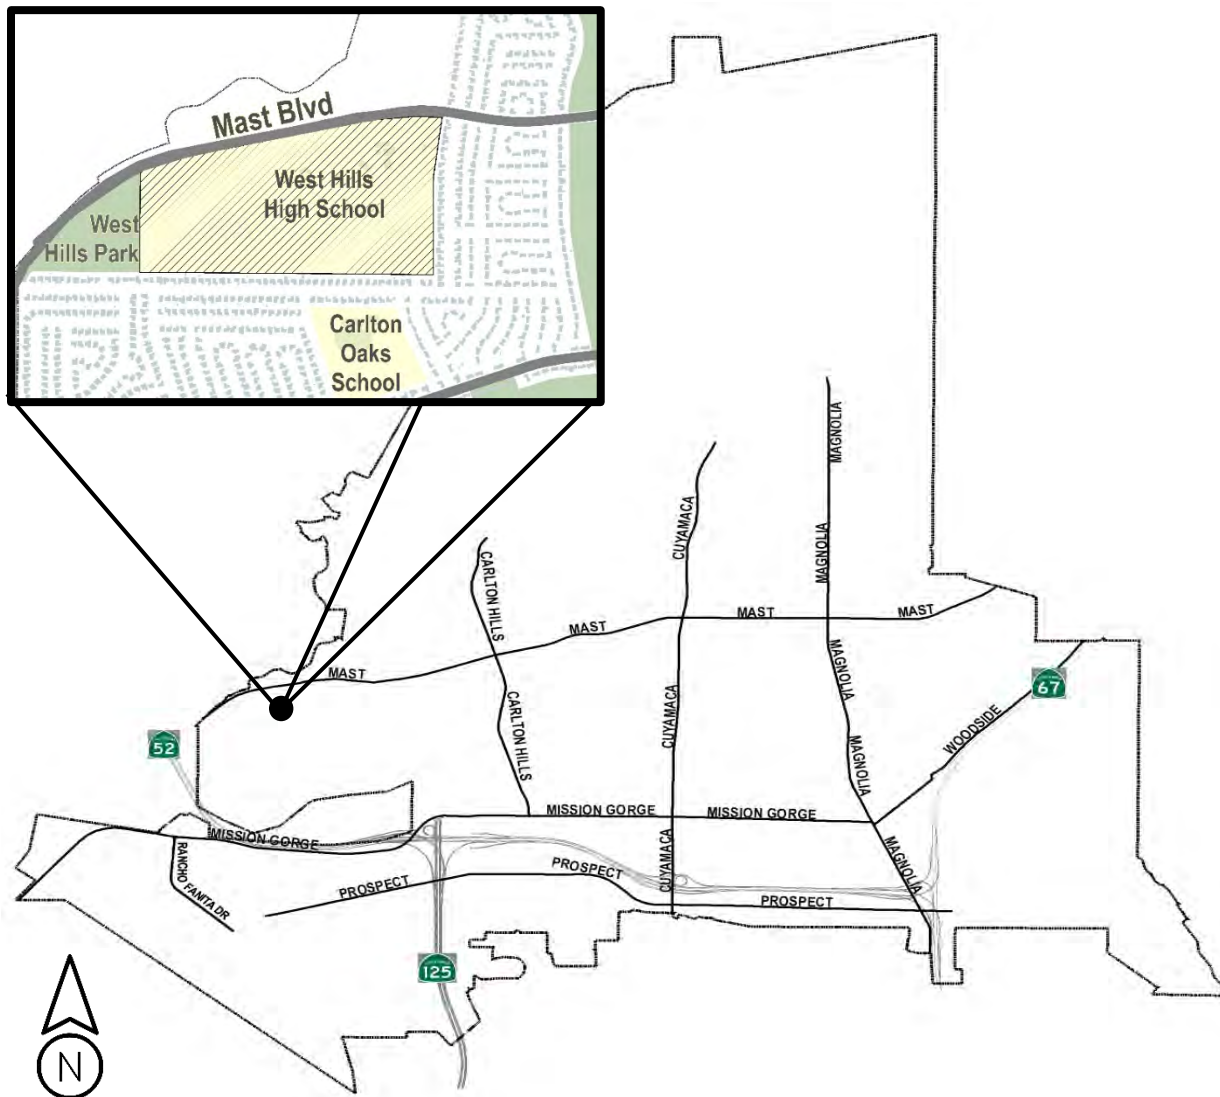 Mast Blvd
West Hills
High School
West
Hills Park
Carlton
Oaks
School
MAGNOLIA
CUYAMACA
MAGNOLIA
CARLTON HILLS
MAST
MAST
MAST
MAST
MAGNOLIA
67
CARLTON HILLS
CUYAMACA
WOODSIDE
52
MAGNOLIA
MISSION GORGE
MISSION GORGE
MISSION GORGE
RANCHO FANITA DR
PROSPECT
PROSPECT
CUYAMACA
MAGNOLIA
PROSPECT
125
N